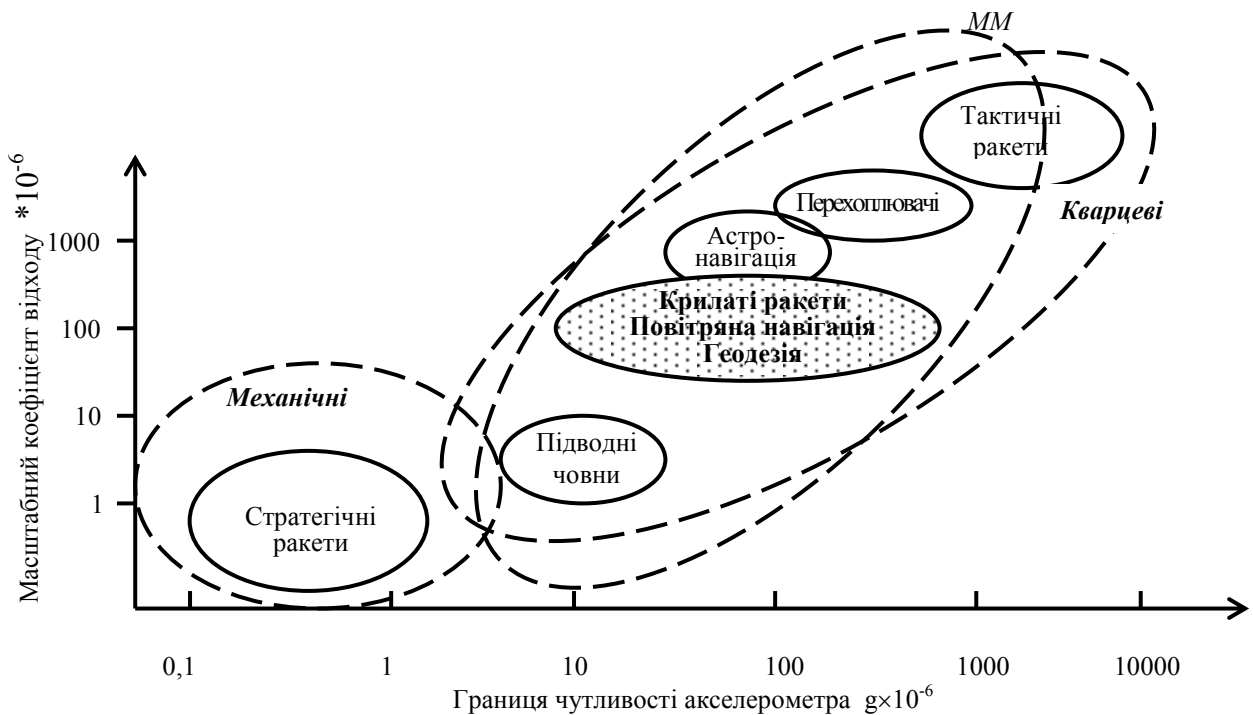 ММ
Тактичні
ракети
Перехоплювачі
Кварцеві
Астро-
навігація
Крилаті ракети
Повітряна навігація
Геодезія
Механічні
Підводні
човни
Стратегічні
ракети
Масштабний коефіцієнт відходу *10⁻⁶
1000
100
10
1
0,1 1 10 100 1000 10000
Границя чутливості акселерометра g×10⁻⁶